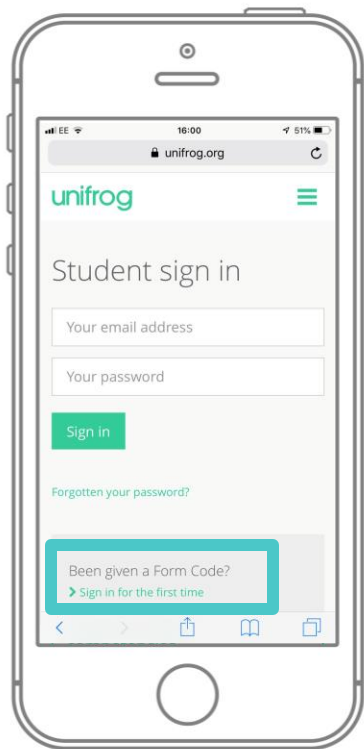 EE 16:00 51%
unifrog.org
unifrog
Student sign in
Your email address
Your password
Sign in
Forgotten your password?
Been given a Form Code?
Sign in for the first time